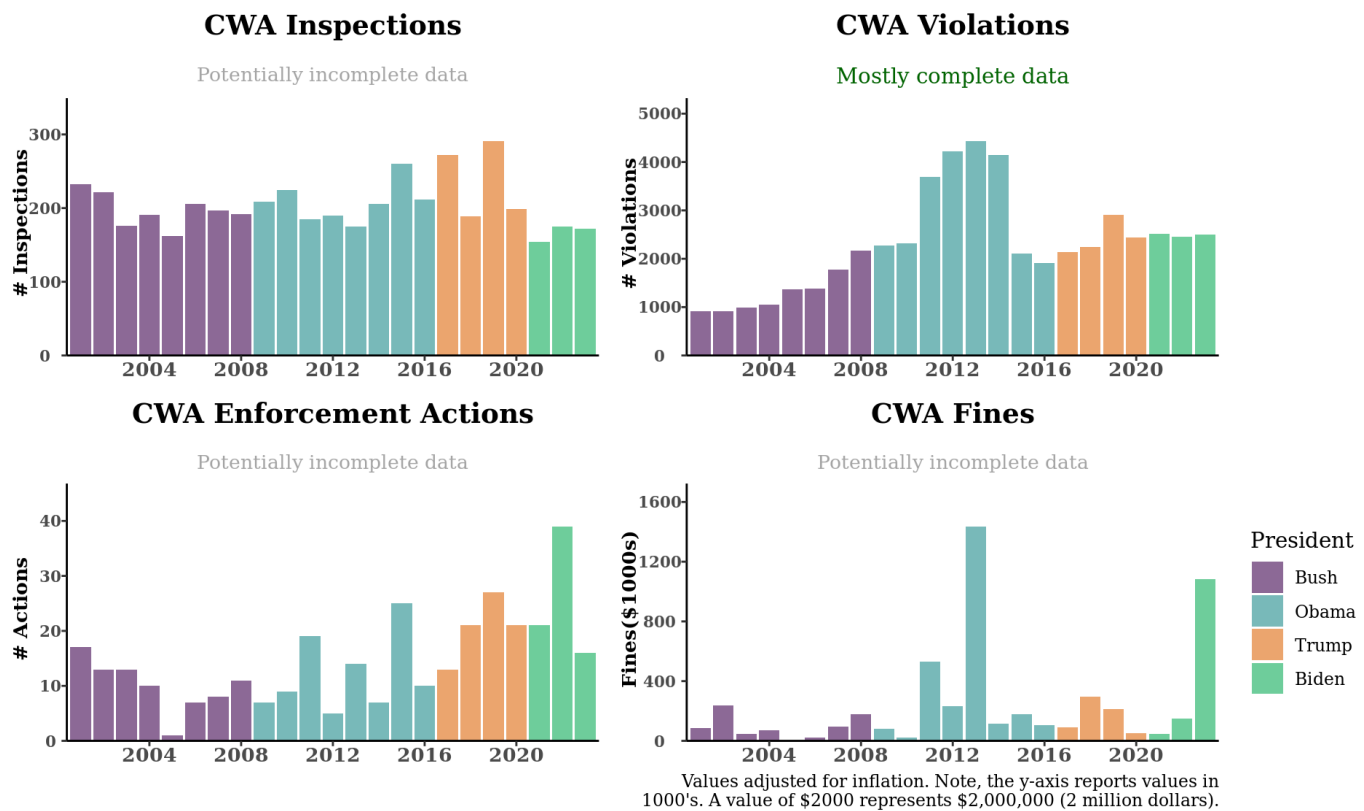 CWA Inspections
Potentially incomplete data
# Inspections
300
200
100
0
2004 2008 2012 2016 2020
CWA Violations
Mostly complete data
# Violations
5000
4000
3000
2000
1000
0
2004 2008 2012 2016 2020
CWA Enforcement Actions
Potentially incomplete data
# Actions
40
30
20
10
0
2004 2008 2012 2016 2020
CWA Fines
Potentially incomplete data
Fines($1000s)
1600
1200
800
400
0
2004 2008 2012 2016 2020
President
Bush
Obama
Trump
Biden
Values adjusted for inflation. Note, the y-axis reports values in
1000's. A value of $2000 represents $2,000,000 (2 million dollars).